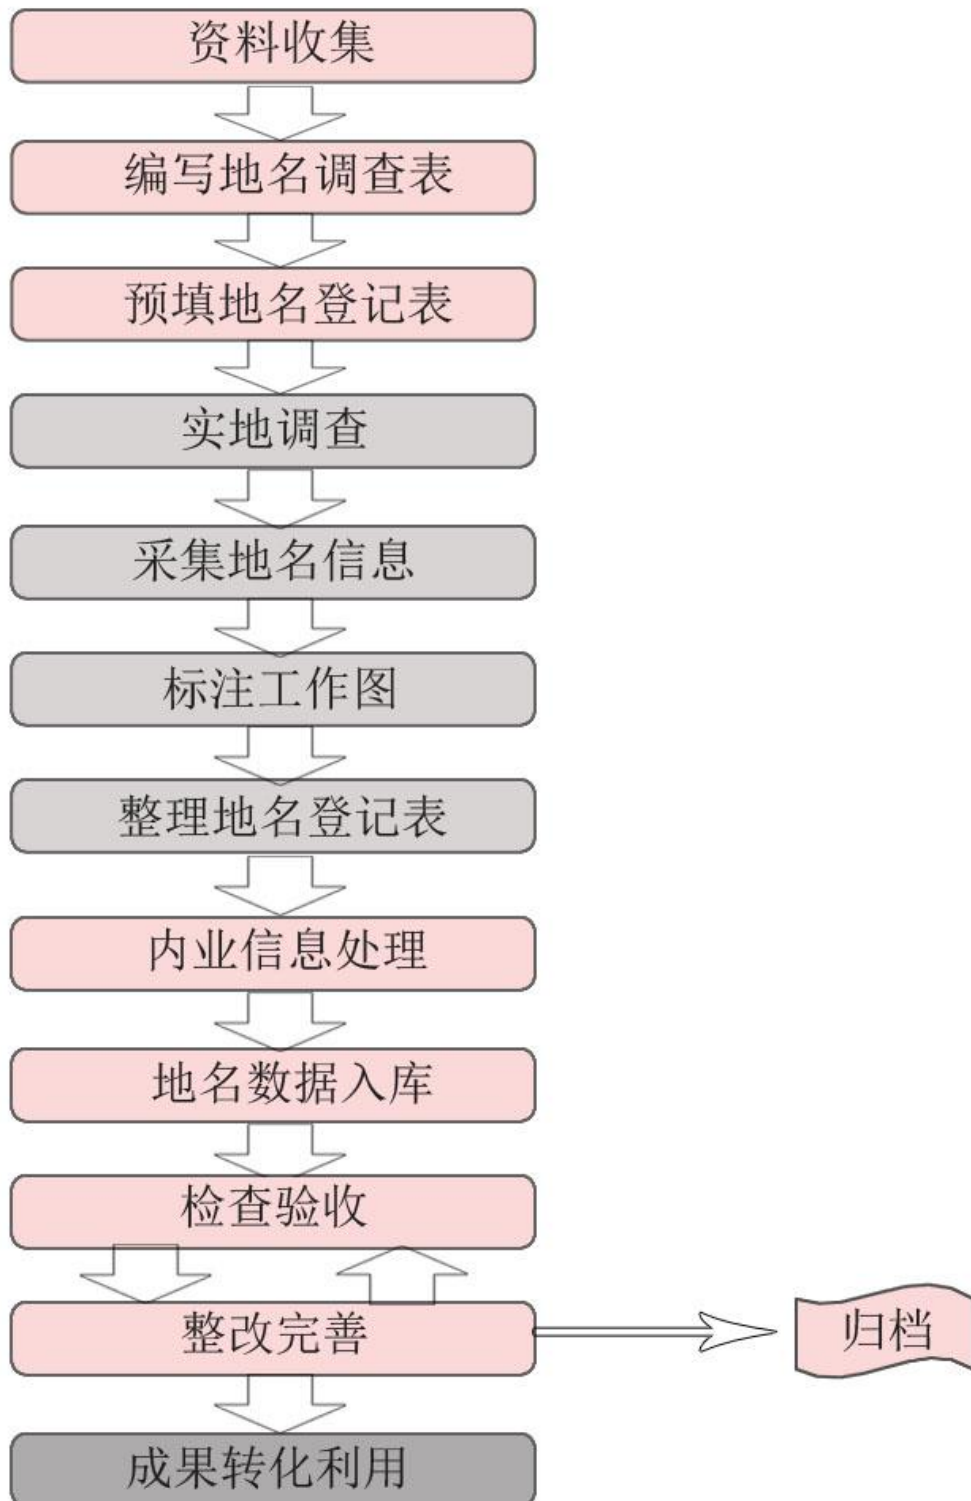 资料收集
编写地名调查表
预填地名登记表
实地调查
采集地名信息
标注工作图
整理地名登记表
内业信息处理
地名数据入库
检查验收
整改完善
归档
成果转化利用